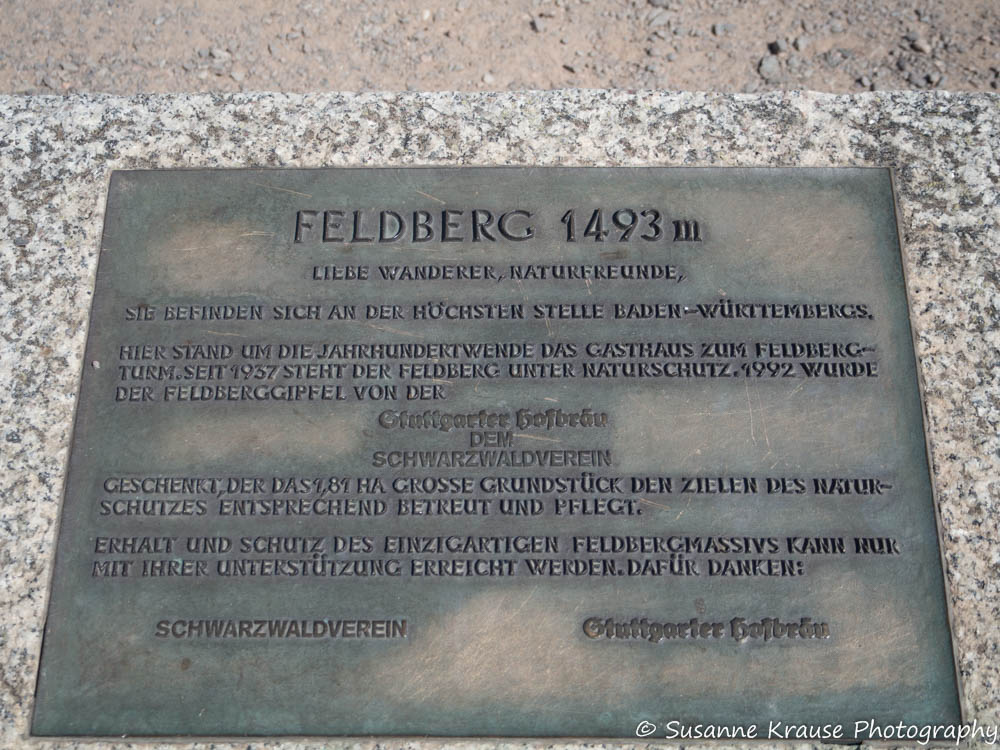 FELDBERG 1493 m
LIEBE WANDERER, NATURFREUNDE,
SIE BEFINDEN SICH AN DER HÖCHSTEN STELLE BADEN-WÜRTTEMBERGS.
HIER STAND UM DIE JAHRHUNDERTWENDE DAS GASTHAUS ZUM FELDBERG-
TURM. SEIT 1937 STEHT DER FELDBERG UNTER NATURSCHUTZ. 1992 WURDE
DER FELDBERGGIPFEL VON DER
Stuttgarter Hofbräu
DEM
SCHWARZWALDVEREIN
GESCHENKT, DER DAS 1,81 HA GROSSE GRUNDSTÜCK DEN ZIELEN DES NATUR-
SCHUTZES ENTSPRECHEND BETREUT UND PFLEGT.
ERHALT UND SCHUTZ DES EINZIGARTIGEN FELDBERGMASSIVS KANN NUR
MIT IHRER UNTERSTÜTZUNG ERREICHT WERDEN. DAFÜR DANKEN:
SCHWARZWALDVEREIN Stuttgarter Hofbräu
© Susanne Krause Photography